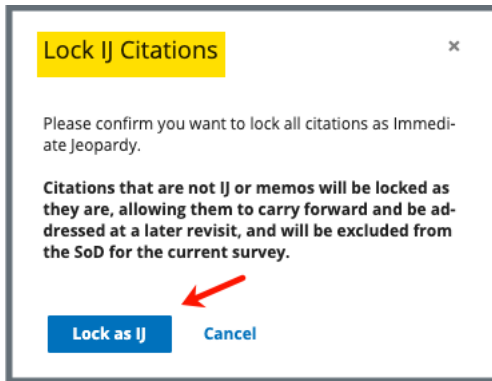 Lock IJ Citations
×
Please confirm you want to lock all citations as Immedi-
ate Jeopardy.
Citations that are not IJ or memos will be locked as
they are, allowing them to carry forward and be ad-
dressed at a later revisit, and will be excluded from
the SoD for the current survey.
Lock as IJ Cancel